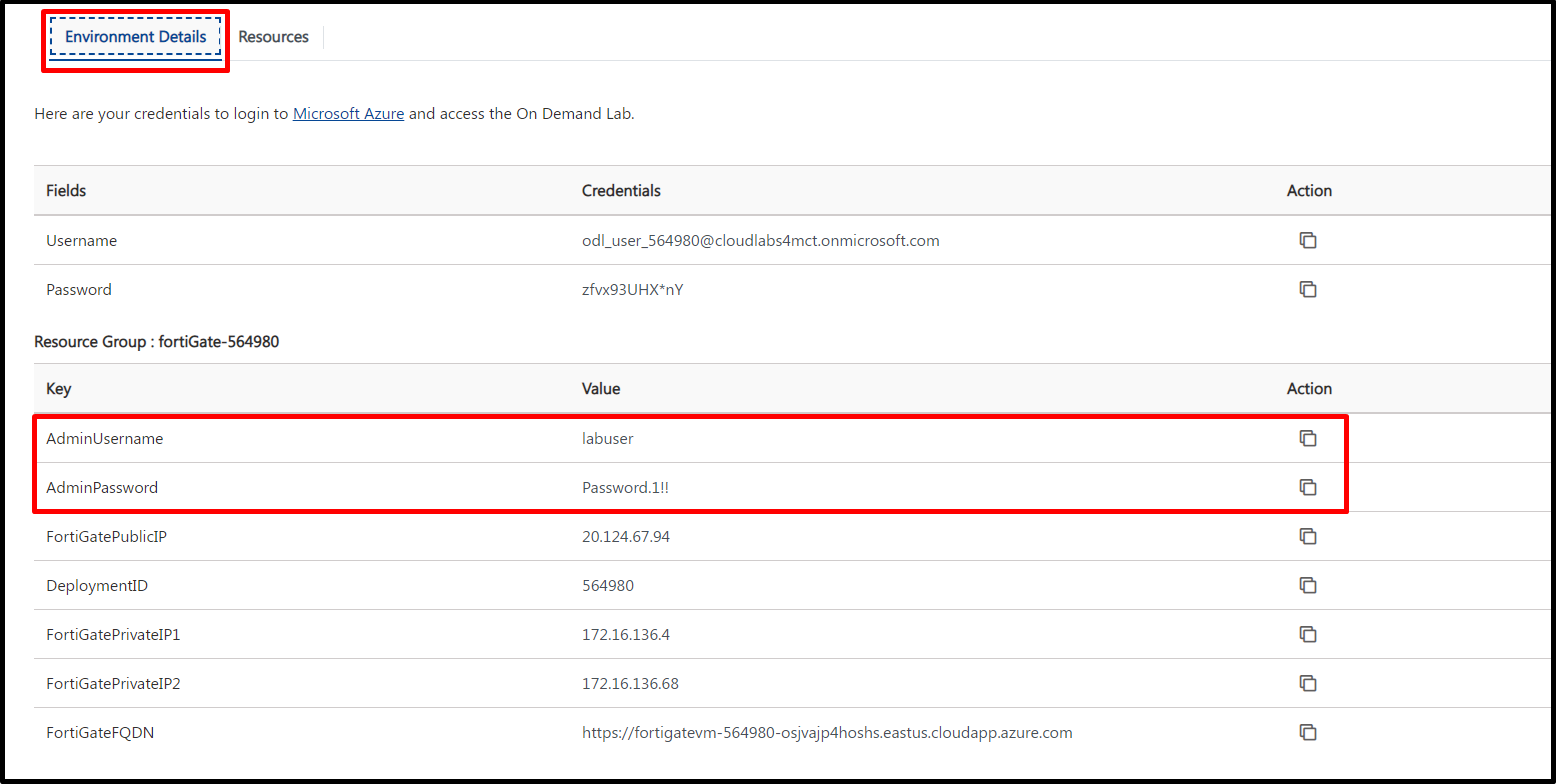 Environment Details Resources
Here are your credentials to login to Microsoft Azure and access the On Demand Lab.
Fields Credentials Action
Username odl_user_564980@cloudlabs4mct.onmicrosoft.com
Password zfvx93UHX*nY
Resource Group : fortiGate-564980
Key Value Action
AdminUsername labuser
AdminPassword Password.1!!
FortiGatePublicIP 20.124.67.94
DeploymentID 564980
FortiGatePrivateIP1 172.16.136.4
FortiGatePrivateIP2 172.16.136.68
FortiGateFQDN https://fortigatevm-564980-osjvajp4hoshs.eastus.cloudapp.azure.com